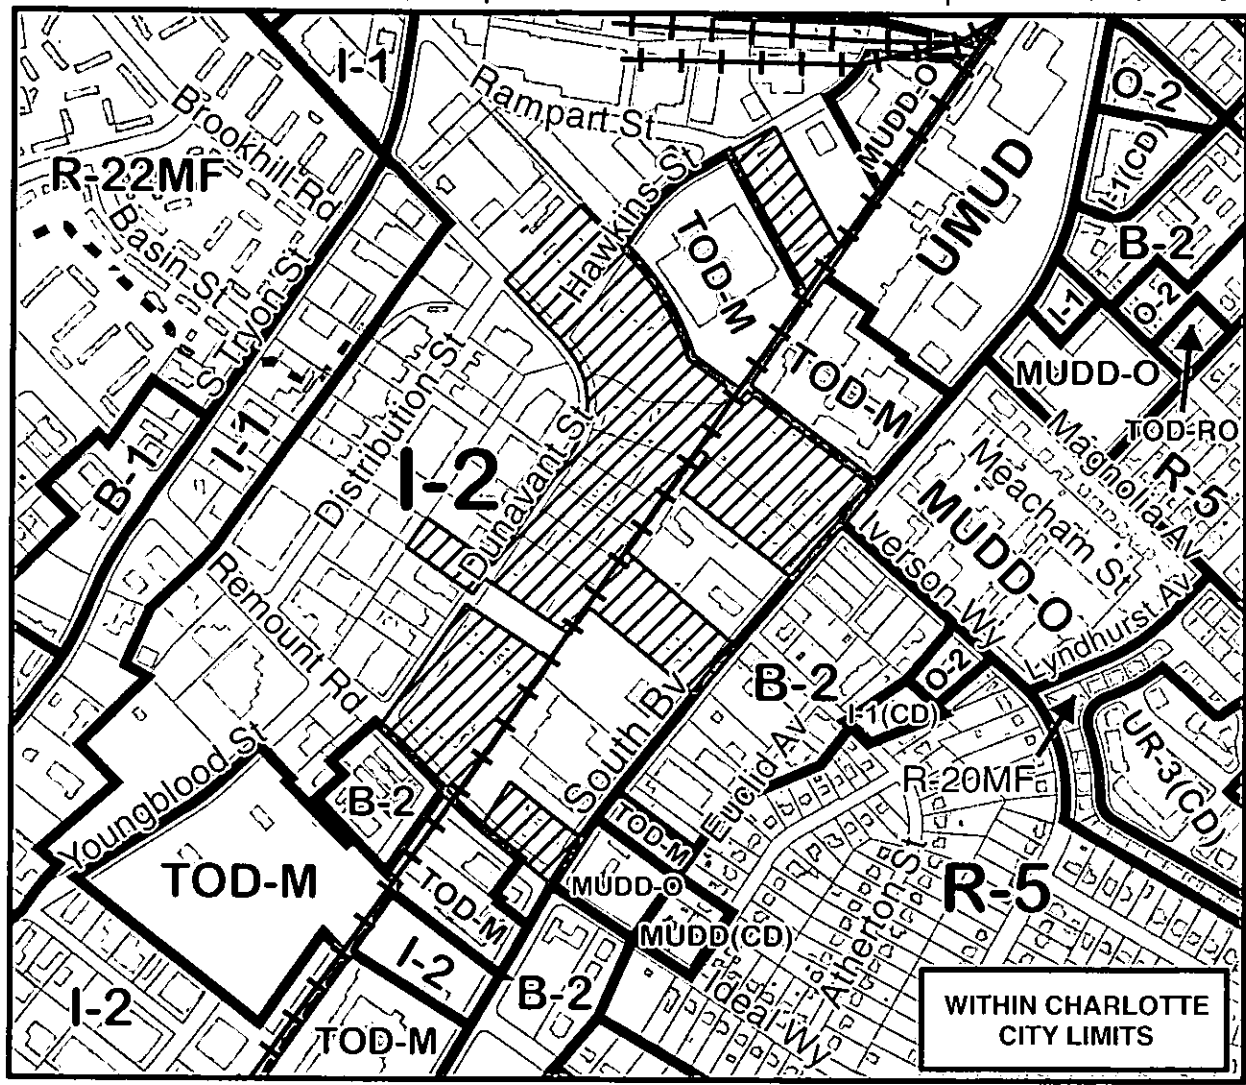 I-1
Rampart St
MUDD-O
O-2
I-1(CD)
Brookhill Rd
R-22MF
Basin St
Hawkins St
TOD-M
UMUD
B-2
I-1
O-2
S Tryon St
Distribution St
TOD-M
MUDD-O
TOD-RO
Magnolia Av
R-5
B-1
I-1
I-2
Dunavant St
Meacham St
MUDD-O
Iverson Wy
Lyndhurst Av
Remount Rd
B-2
O-2
I-1(CD)
South Bv
Euclid Av
UR-3(CD)
R-20MF
Youngblood St
B-2
TOD-M
TOD-M
TOD-M
MUDD-O
R-5
Atherton St
MUDD(CD)
I-2
B-2
Ideal Wy
I-2
TOD-M
WITHIN CHARLOTTE
CITY LIMITS